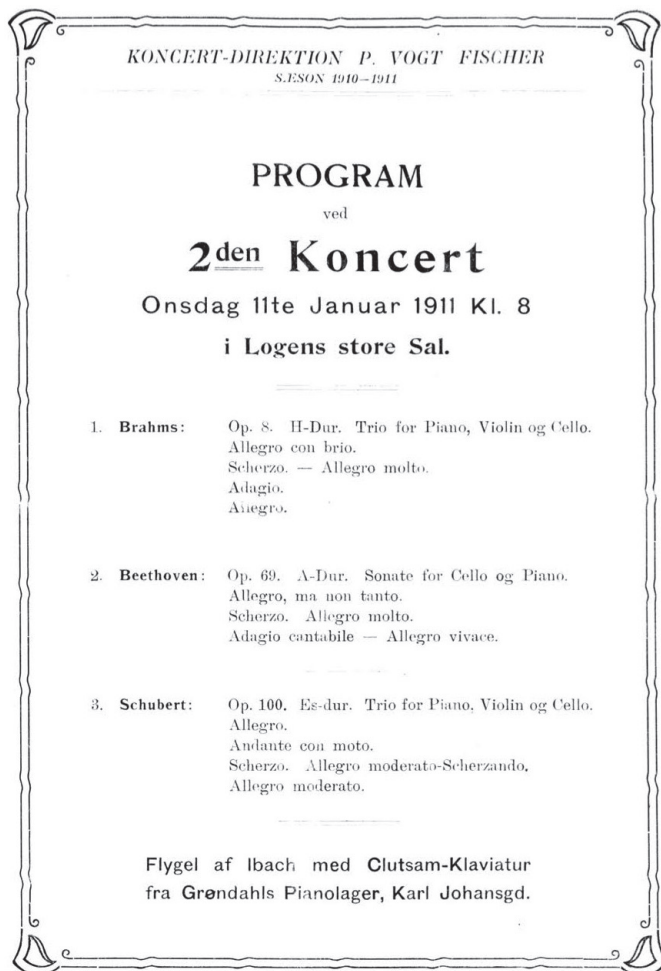 KONCERT-DIREKTION P. VOGT FISCHER
SÆSON 1910-1911
PROGRAM
ved
2den Koncert
Onsdag 11te Januar 1911 Kl. 8
i Logens store Sal.
1. Brahms: Op. 8. H-Dur. Trio for Piano, Violin og Cello.
Allegro con brio.
Scherzo. — Allegro molto.
Adagio.
Allegro.
2. Beethoven: Op. 69. A-Dur. Sonate for Cello og Piano.
Allegro, ma non tanto.
Scherzo. Allegro molto.
Adagio cantabile — Allegro vivace.
3. Schubert: Op. 100. Es-dur. Trio for Piano, Violin og Cello.
Allegro.
Andante con moto.
Scherzo. Allegro moderato-Scherzando.
Allegro moderato.
Flygel af Ibach med Clutsam-Klaviatur
fra Grøndahls Pianolager, Karl Johansgd.